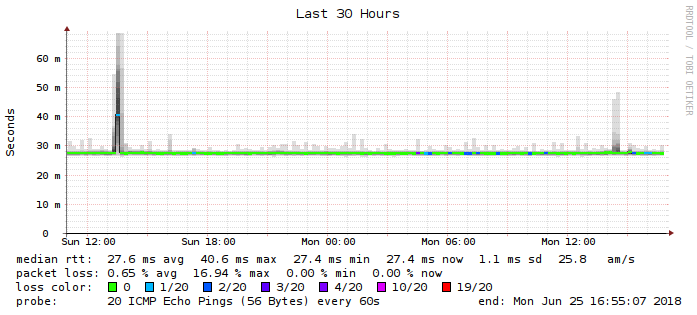 Last 30 Hours
RRDTOOL / TOBI OETIKER
Seconds
60 m
50 m
40 m
30 m
20 m
10 m
0
Sun 12:00 Sun 18:00 Mon 00:00 Mon 06:00 Mon 12:00
median rtt: 27.6 ms avg 40.6 ms max 27.4 ms min 27.4 ms now 1.1 ms sd 25.8 am/s
packet loss: 0.65 % avg 16.94 % max 0.00 % min 0.00 % now
loss color: 0 1/20 2/20 3/20 4/20 10/20 19/20
probe: 20 ICMP Echo Pings (56 Bytes) every 60s end: Mon Jun 25 16:55:07 2018